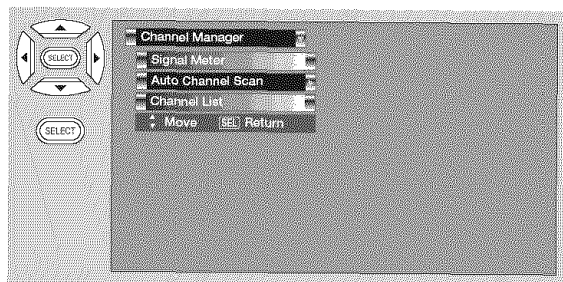 SELECT
SELECT
Channel Manager
Signal Meter
Auto Channel Scan
Channel List
Move SEL Return